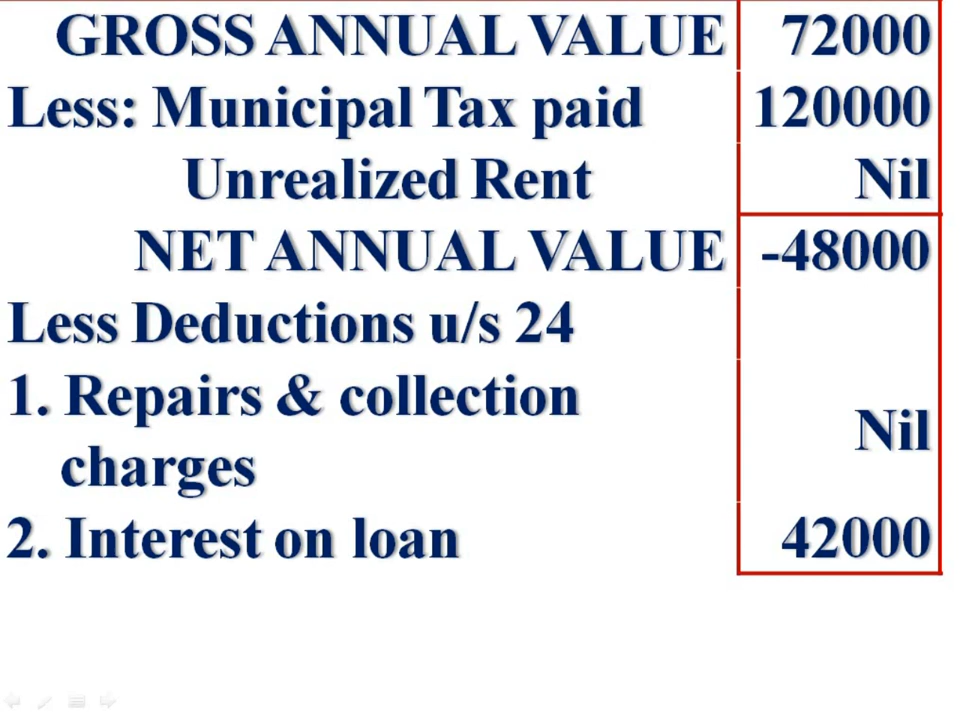 GROSS ANNUAL VALUE 72000
Less: Municipal Tax paid 120000
Unrealized Rent Nil
NET ANNUAL VALUE -48000
Less Deductions u/s 24
1. Repairs & collection
charges Nil
2. Interest on loan 42000